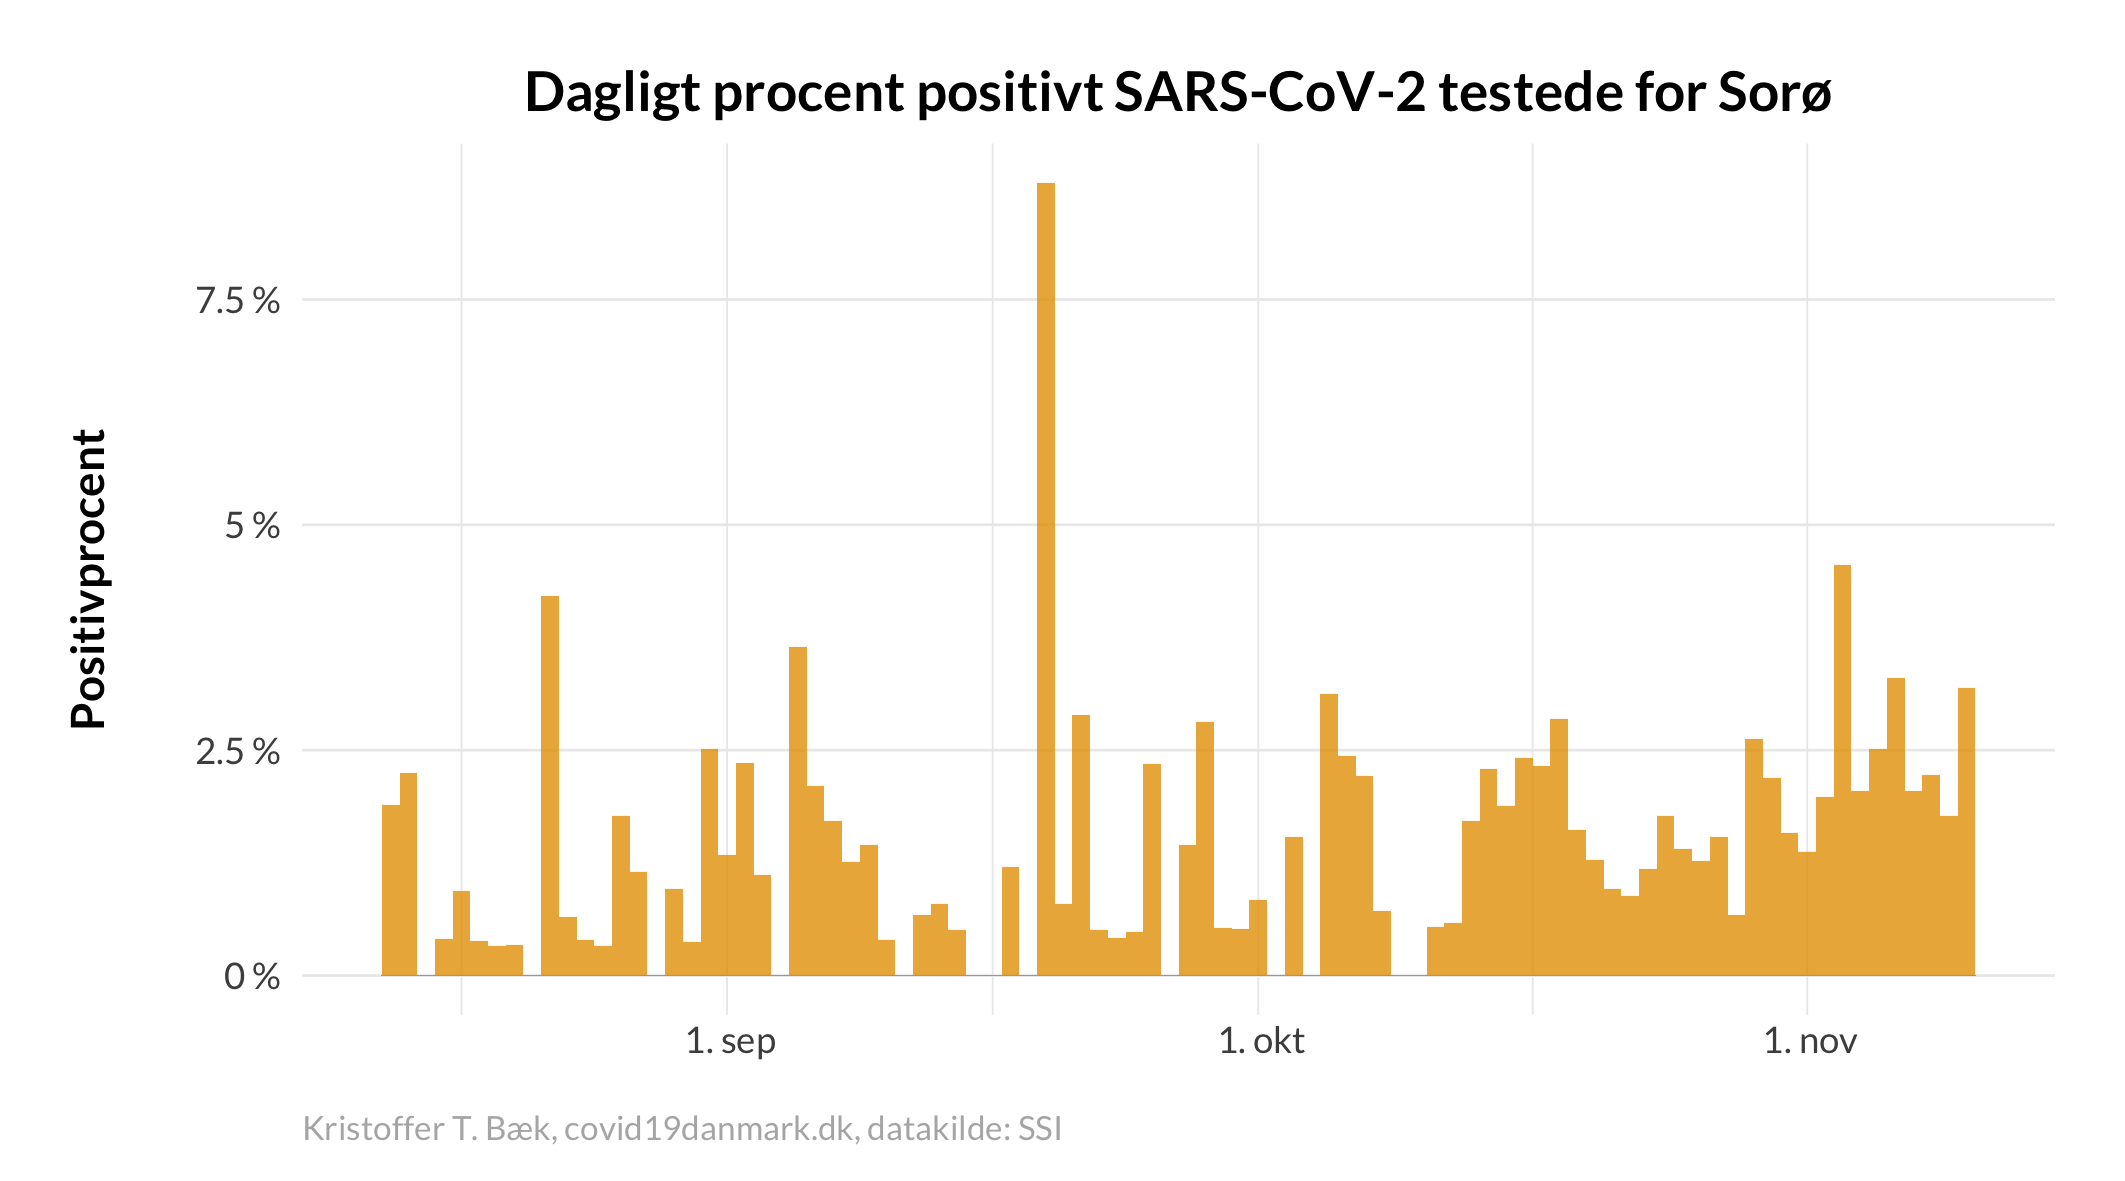 Dagligt procent positivt SARS-CoV-2 testede for Sorø
Positivprocent
7.5 %
5 %
2.5 %
0 %
1. sep
1. okt
1. nov
Kristoffer T. Bæk, covid19danmark.dk, datakilde: SSI